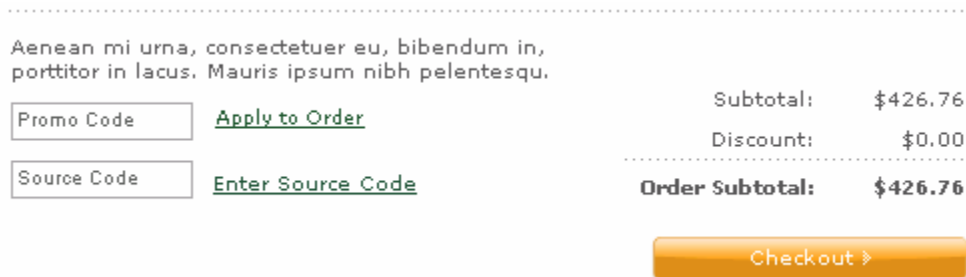 Aenean mi urna, consectetuer eu, bibendum in,
porttitor in lacus. Mauris ipsum nibh pelentesqu.
Promo Code Apply to Order
Source Code Enter Source Code
Subtotal: $426.76
Discount: $0.00
Order Subtotal: $426.76
Checkout »